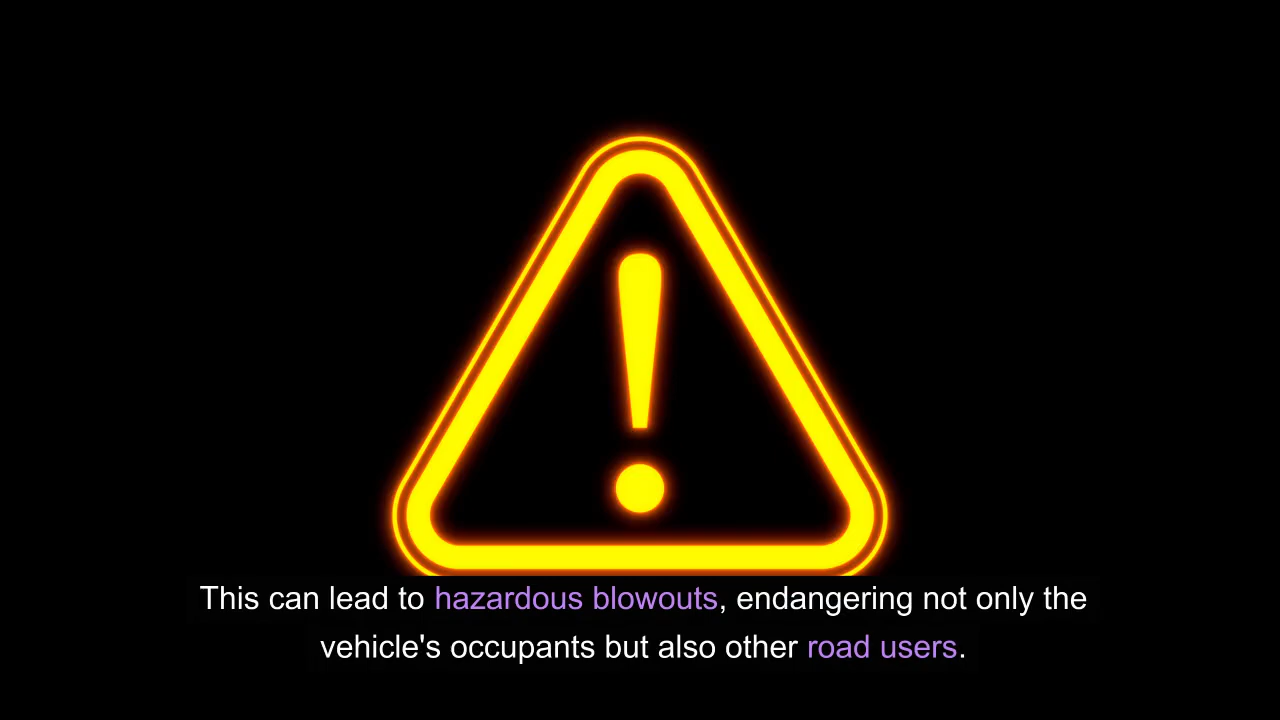 This can lead to hazardous blowouts, endangering not only the
vehicle's occupants but also other road users.